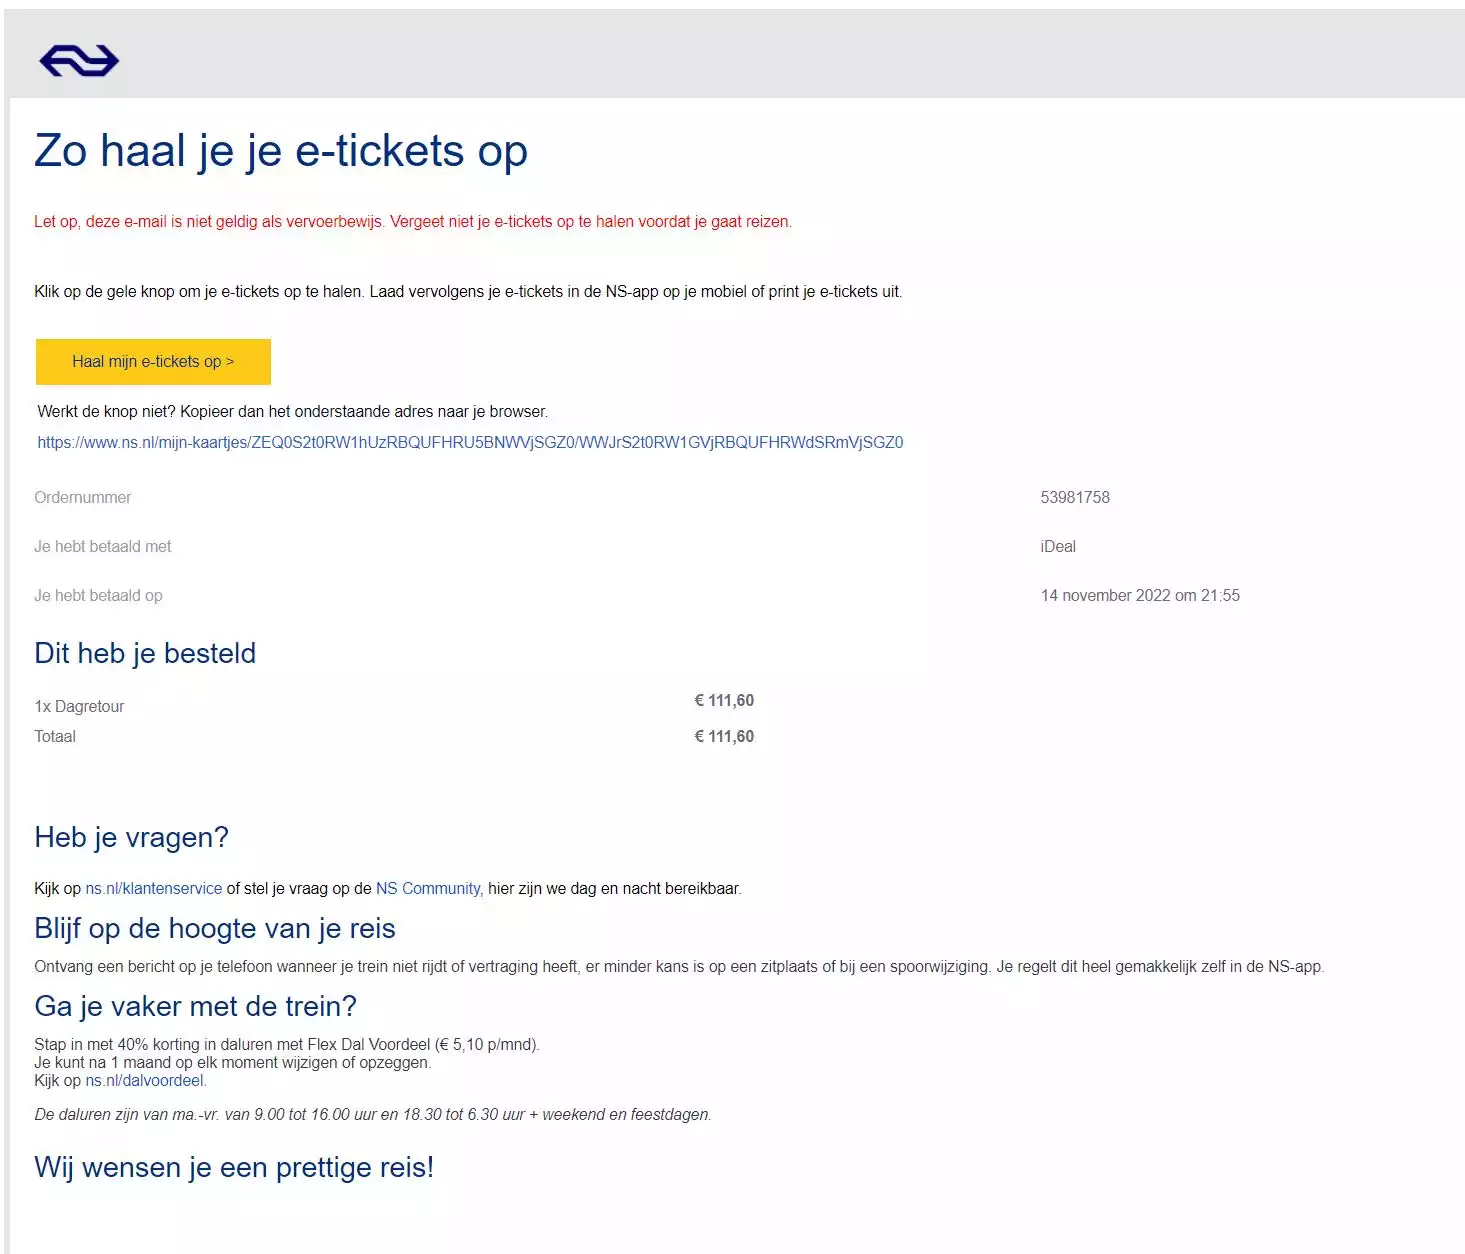 Zo haal je je e-tickets op
Let op, deze e-mail is niet geldig als vervoerbewijs. Vergeet niet je e-tickets op te halen voordat je gaat reizen.
Klik op de gele knop om je e-tickets op te halen. Laad vervolgens je e-tickets in de NS-app op je mobiel of print je e-tickets uit.
Haal mijn e-tickets op >
Werkt de knop niet? Kopieer dan het onderstaande adres naar je browser.
https://www.ns.nl/mijn-kaartjes/ZEQ0S2t0RW1hUzRBQUFHRU5BNWVjSGZ0/WWJrS2t0RW1GVjRBQUFHRWdSRmVjSGZ0
Ordernummer 53981758
Je hebt betaald met iDeal
Je hebt betaald op 14 november 2022 om 21:55
Dit heb je besteld
1x Dagretour € 111,60
Totaal € 111,60
Heb je vragen?
Kijk op ns.nl/klantenservice of stel je vraag op de NS Community, hier zijn we dag en nacht bereikbaar.
Blijf op de hoogte van je reis
Ontvang een bericht op je telefoon wanneer je trein niet rijdt of vertraging heeft, er minder kans is op een zitplaats of bij een spoorwijziging. Je regelt dit heel gemakkelijk zelf in de NS-app.
Ga je vaker met de trein?
Stap in met 40% korting in daluren met Flex Dal Voordeel (€ 5,10 p/mnd).
Je kunt na 1 maand op elk moment wijzigen of opzeggen.
Kijk op ns.nl/dalvoordeel.
De daluren zijn van ma.-vr. van 9.00 tot 16.00 uur en 18.30 tot 6.30 uur + weekend en feestdagen.
Wij wensen je een prettige reis!